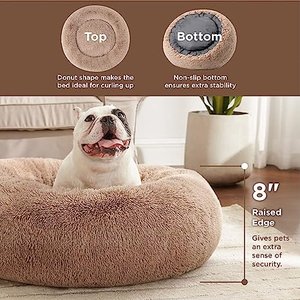 Top
Bottom
Donut shape makes the
bed ideal for curling up
Non-slip bottom
ensures extra stability
8"
Raised
Edge
Gives pets an
extra sense of
security.